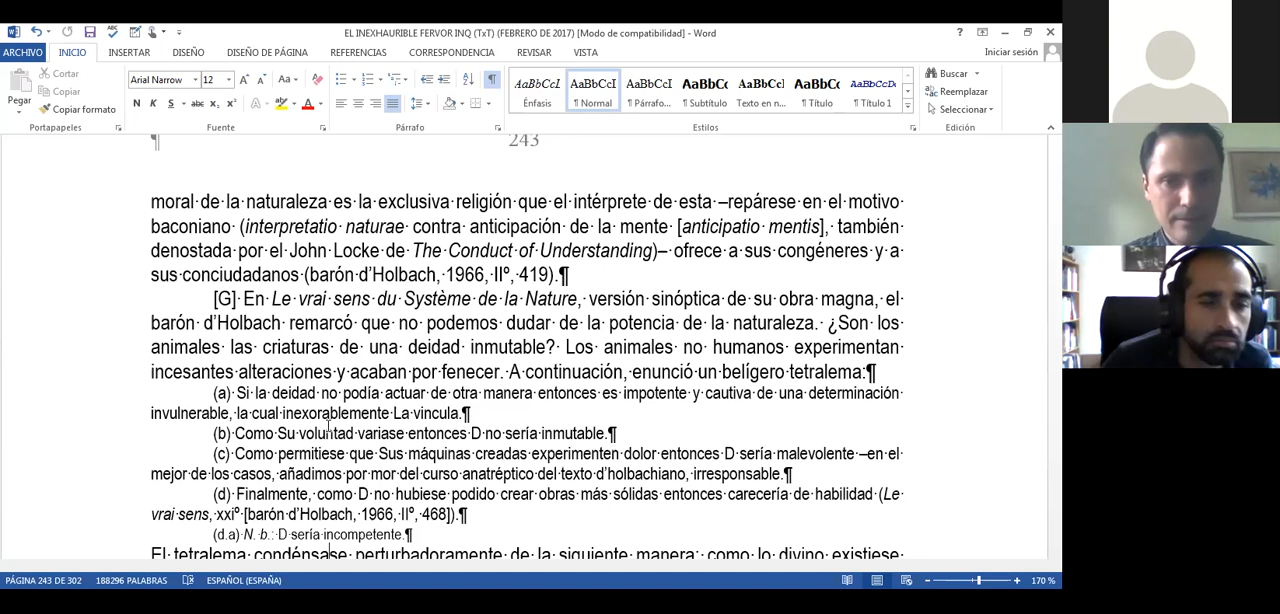 EL INEXHAURIBLE FERVOR INQ (TxT) (FEBRERO DE 2017) [Modo de compatibilidad] - Word
ARCHIVO INICIO INSERTAR DISEÑO DISEÑO DE PÁGINA REFERENCIAS CORRESPONDENCIA REVISAR VISTA Iniciar sesión
Pegar
Cortar
Copiar
Copiar formato
Portapapeles
Arial Narrow 12
Fuente
Párrafo
AaBbCcI AaBbCcI AaBbCcI AaBbCc AaBbCcI AaBbCc AaBbCcDc
Énfasis ¶ Normal ¶ Párrafo... ¶ Subtítulo Texto en n... ¶ Título ¶ Título 1
Estilos
Buscar
Reemplazar
Seleccionar
Edición
¶ 243
moral de la naturaleza es la exclusiva religión que el intérprete de esta –repárese en el motivo
baconiano (interpretatio naturae contra anticipación de la mente [anticipatio mentis], también
denostada por el John Locke de The Conduct of Understanding)– ofrece a sus congéneres y a
sus conciudadanos (barón d'Holbach, 1966, IIº, 419).¶
[G] En Le vrai sens du Système de la Nature, versión sinóptica de su obra magna, el
barón d'Holbach remarcó que no podemos dudar de la potencia de la naturaleza. ¿Son los
animales las criaturas de una deidad inmutable? Los animales no humanos experimentan
incesantes alteraciones y acaban por fenecer. A continuación, enunció un belígero tetralema:¶
(a) Si la deidad no podía actuar de otra manera entonces es impotente y cautiva de una determinación
invulnerable, la cual inexorablemente La vincula.¶
(b) Como Su voluntad variase entonces D no sería inmutable.¶
(c) Como permitiese que Sus máquinas creadas experimenten dolor entonces D sería malevolente –en el
mejor de los casos, añadimos por mor del curso anatréptico del texto d'holbachiano, irresponsable.¶
(d) Finalmente, como D no hubiese podido crear obras más sólidas entonces carecería de habilidad (Le
vrai sens, xxiº [barón d'Holbach, 1966, IIº, 468]).¶
(d.a) N. b.: D sería incompetente.¶
El tetralema condénsase perturbadoramente de la siguiente manera: como lo divino existiese
PÁGINA 243 DE 302 188296 PALABRAS ESPAÑOL (ESPAÑA) 170 %